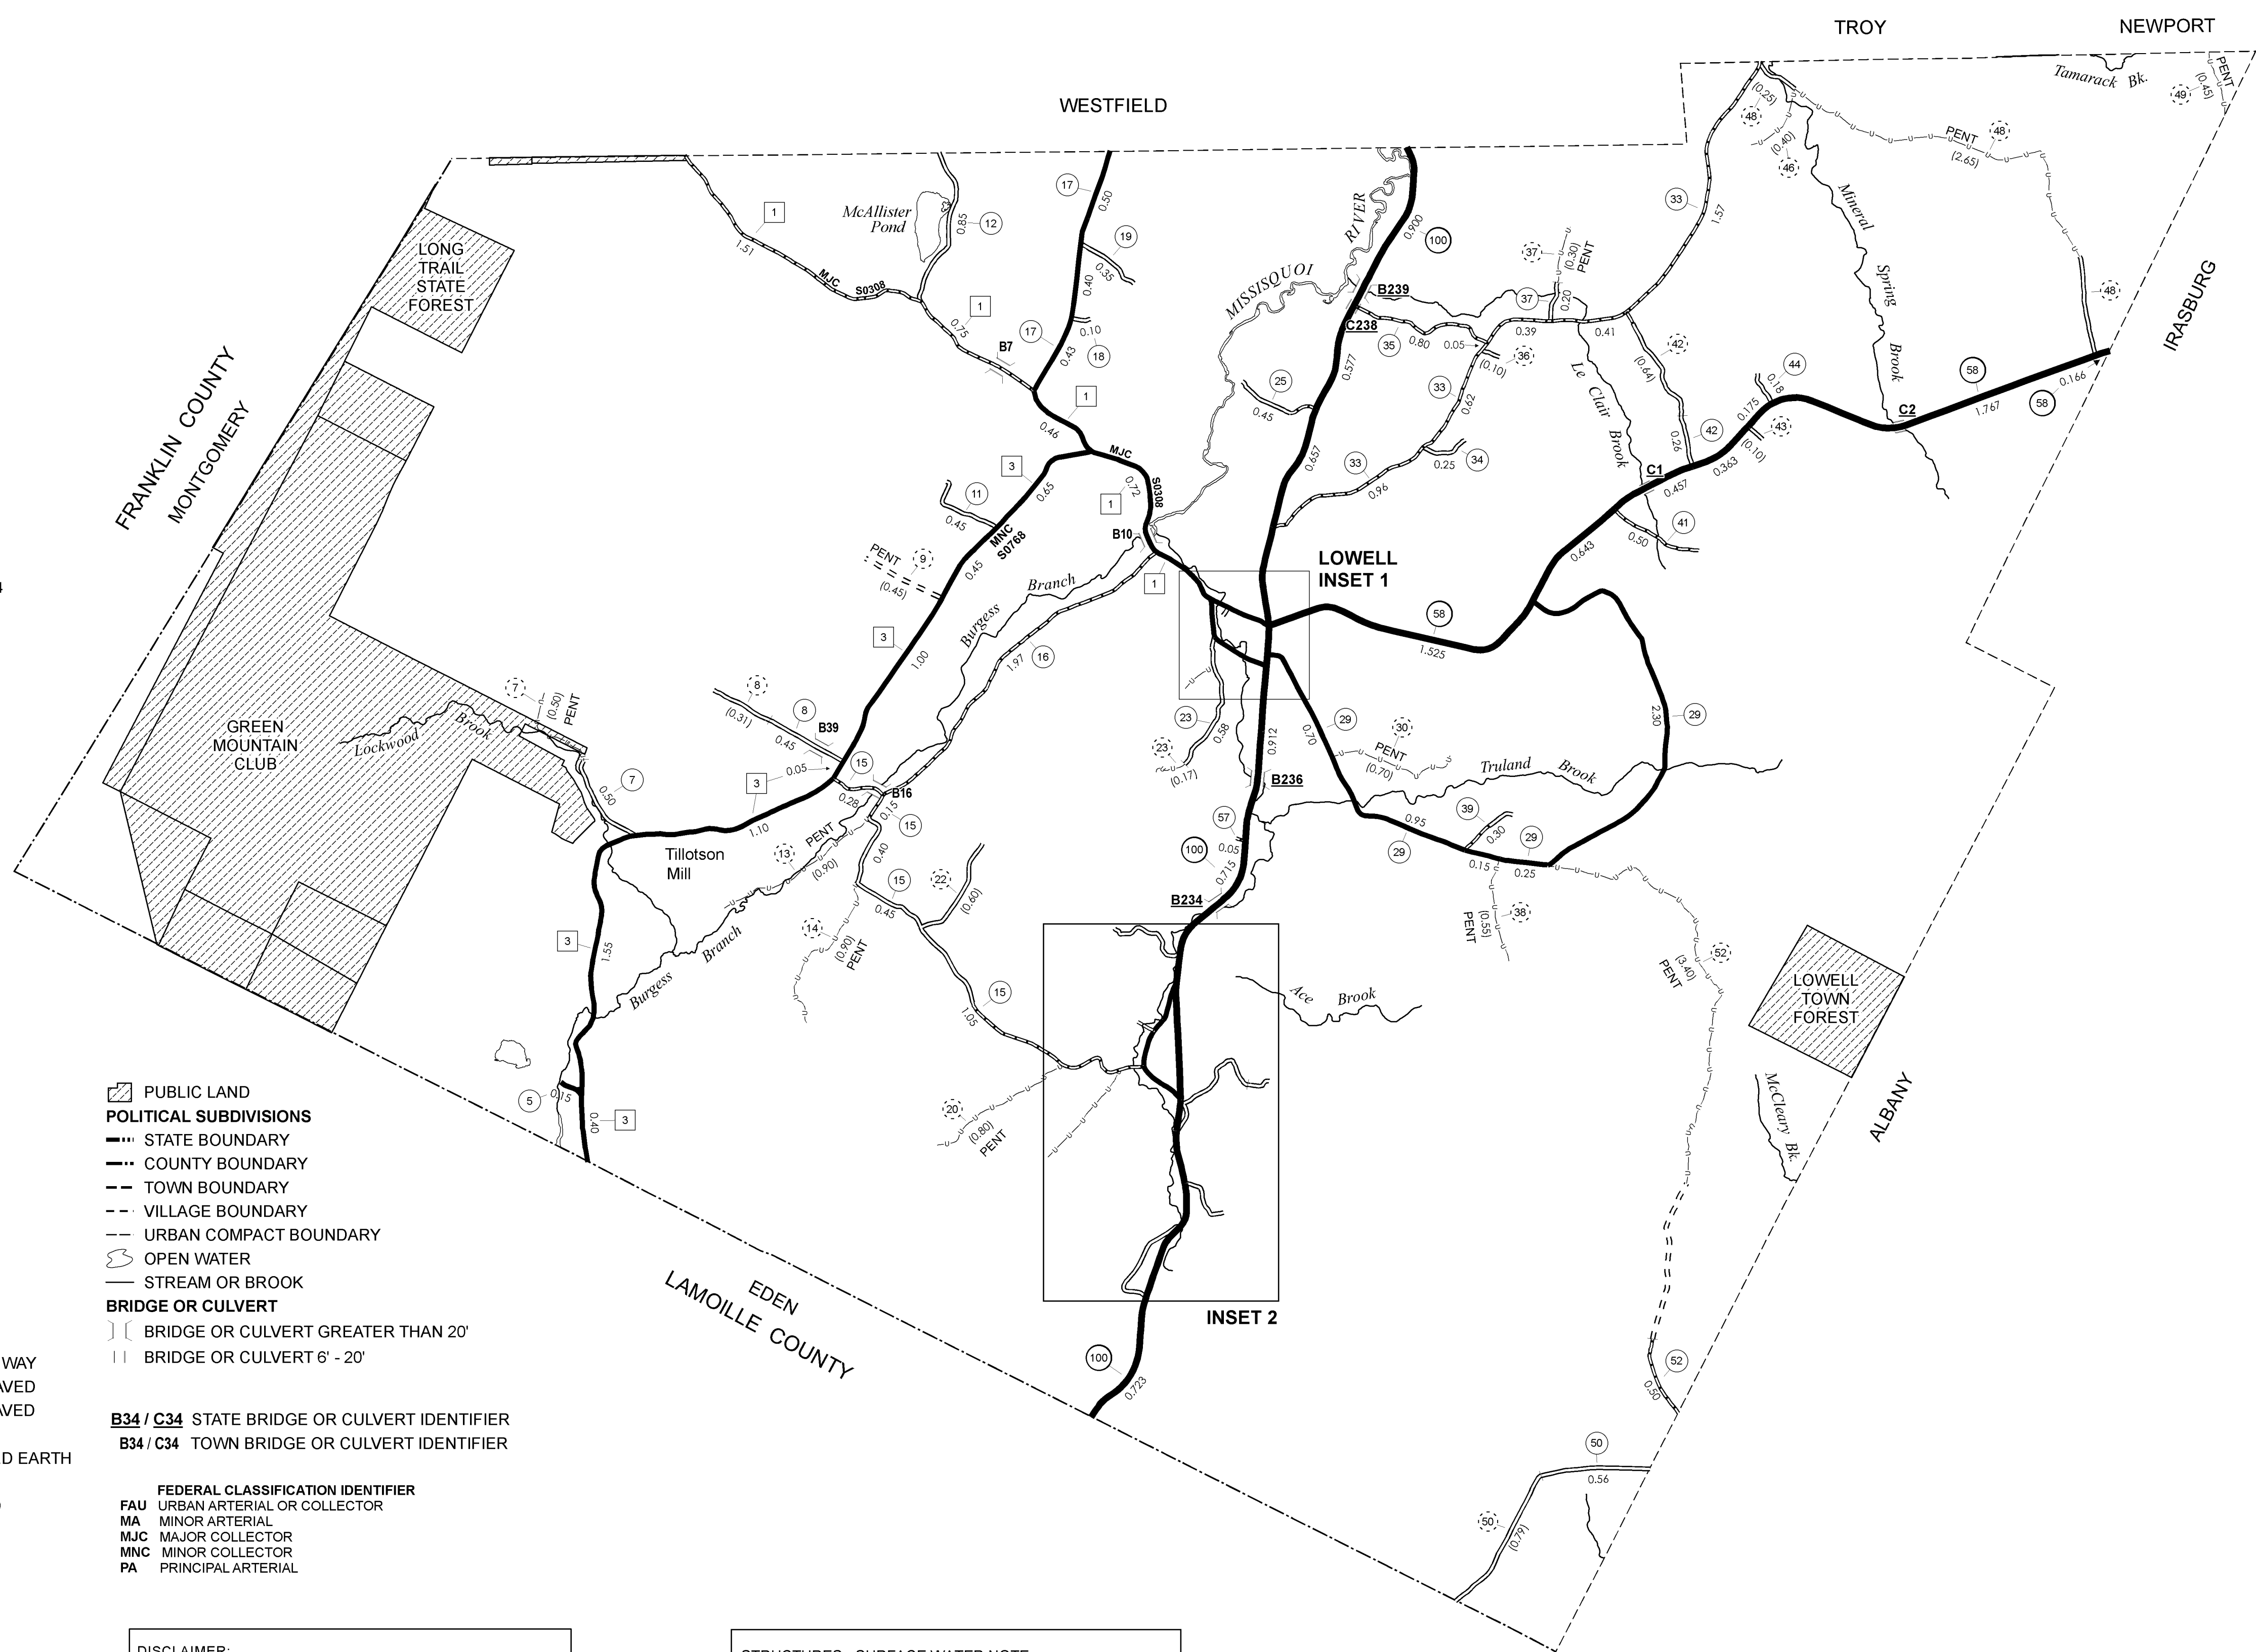 TROY
NEWPORT
WESTFIELD
Tamarack Bk.
PENT
(0.45)
49
(0.25)
48
(0.40)
46
PENT
48
(2.65)
Mineral
Spring
Brook
33
1.57
48
IRASBURG
17
0.50
1
1.51
McAllister
Pond
0.85
12
19
0.35
MJC
S0308
0.40
1
0.75
17
0.43
0.10
18
B7
RIVER
MISSISQUOI
0.900
100
B239
C238
35
0.80
0.05
37
(0.30)
PENT
37
0.20
0.39
0.41
36
(0.10)
42
(0.64)
Le Clair
Brook
0.577
25
0.45
33
0.62
44
0.18
0.175
43
(0.10)
58
0.166
58
1.767
C2
LONG
TRAIL
STATE
FOREST
FRANKLIN COUNTY
MONTGOMERY
1
0.46
MJC
3
0.65
0.72
S0308
1
11
0.45
MNC
S0768
0.657
33
0.96
0.25
34
0.26
42
C1
0.457
0.363
41
0.50
0.643
B10
PENT
9
(0.45)
0.45
1
LOWELL
INSET 1
Burgess
Branch
3
1.00
1.97
16
58
1.525
7
(0.50)
PENT
GREEN
MOUNTAIN
CLUB
Lockwood
Brook
8
(0.31)
8
0.45
B39
3
0.05
15
0.28
B16
0.15
15
7
0.50
1.10
23
0.58
23
(0.17)
0.912
29
0.70
30
PENT
(0.70)
B236
Truland
Brook
2.30
29
Tillotson
Mill
PENT
13
(0.90)
0.40
57
0.05
100
0.715
B234
0.95
29
39
0.30
29
0.15
0.25
15
0.45
22
(0.60)
14
(0.90)
PENT
38
(0.55)
PENT
52
(3.40)
PENT
3
1.55
Burgess
Branch
15
1.05
Ace
Brook
LOWELL
TOWN
FOREST
5
0.15
0.40
3
20
(0.80)
PENT
McCleary Bk.
ALBANY
PUBLIC LAND
POLITICAL SUBDIVISIONS
STATE BOUNDARY
COUNTY BOUNDARY
TOWN BOUNDARY
VILLAGE BOUNDARY
URBAN COMPACT BOUNDARY
OPEN WATER
STREAM OR BROOK
BRIDGE OR CULVERT
BRIDGE OR CULVERT GREATER THAN 20'
BRIDGE OR CULVERT 6' - 20'
EDEN
LAMOILLE COUNTY
INSET 2
100
0.723
52
0.50
50
0.56
50
(0.79)
WAY
AVED
AVED
D EARTH
B34 / C34 STATE BRIDGE OR CULVERT IDENTIFIER
B34 / C34 TOWN BRIDGE OR CULVERT IDENTIFIER
FEDERAL CLASSIFICATION IDENTIFIER
FAU URBAN ARTERIAL OR COLLECTOR
MA MINOR ARTERIAL
MJC MAJOR COLLECTOR
MNC MINOR COLLECTOR
PA PRINCIPAL ARTERIAL
DISCLAIMER: